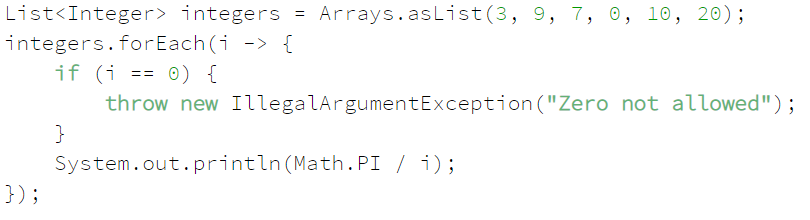 List<Integer> integers = Arrays.asList(3, 9, 7, 0, 10, 20);
integers.forEach(i -> {
    if (i == 0) {
        throw new IllegalArgumentException("Zero not allowed");
    }
    System.out.println(Math.PI / i);
});